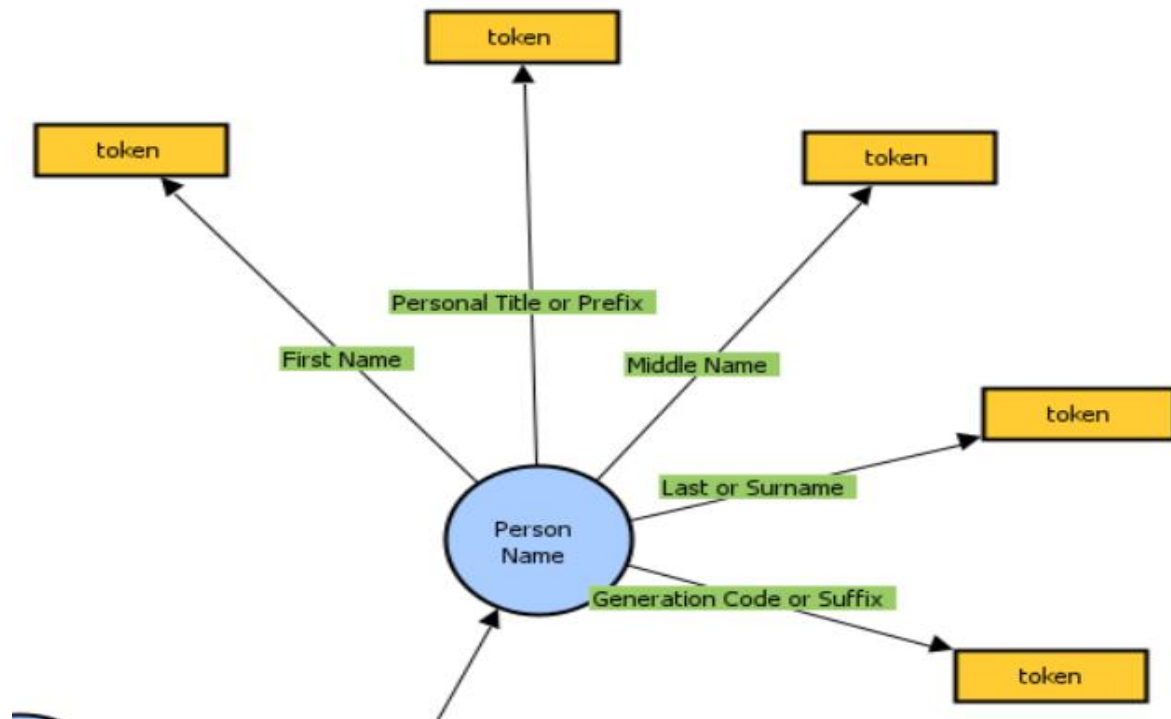 token
token
token
Personal Title or Prefix
First Name
Middle Name
token
Last or Surname
Person
Name
Generation Code or Suffix
token